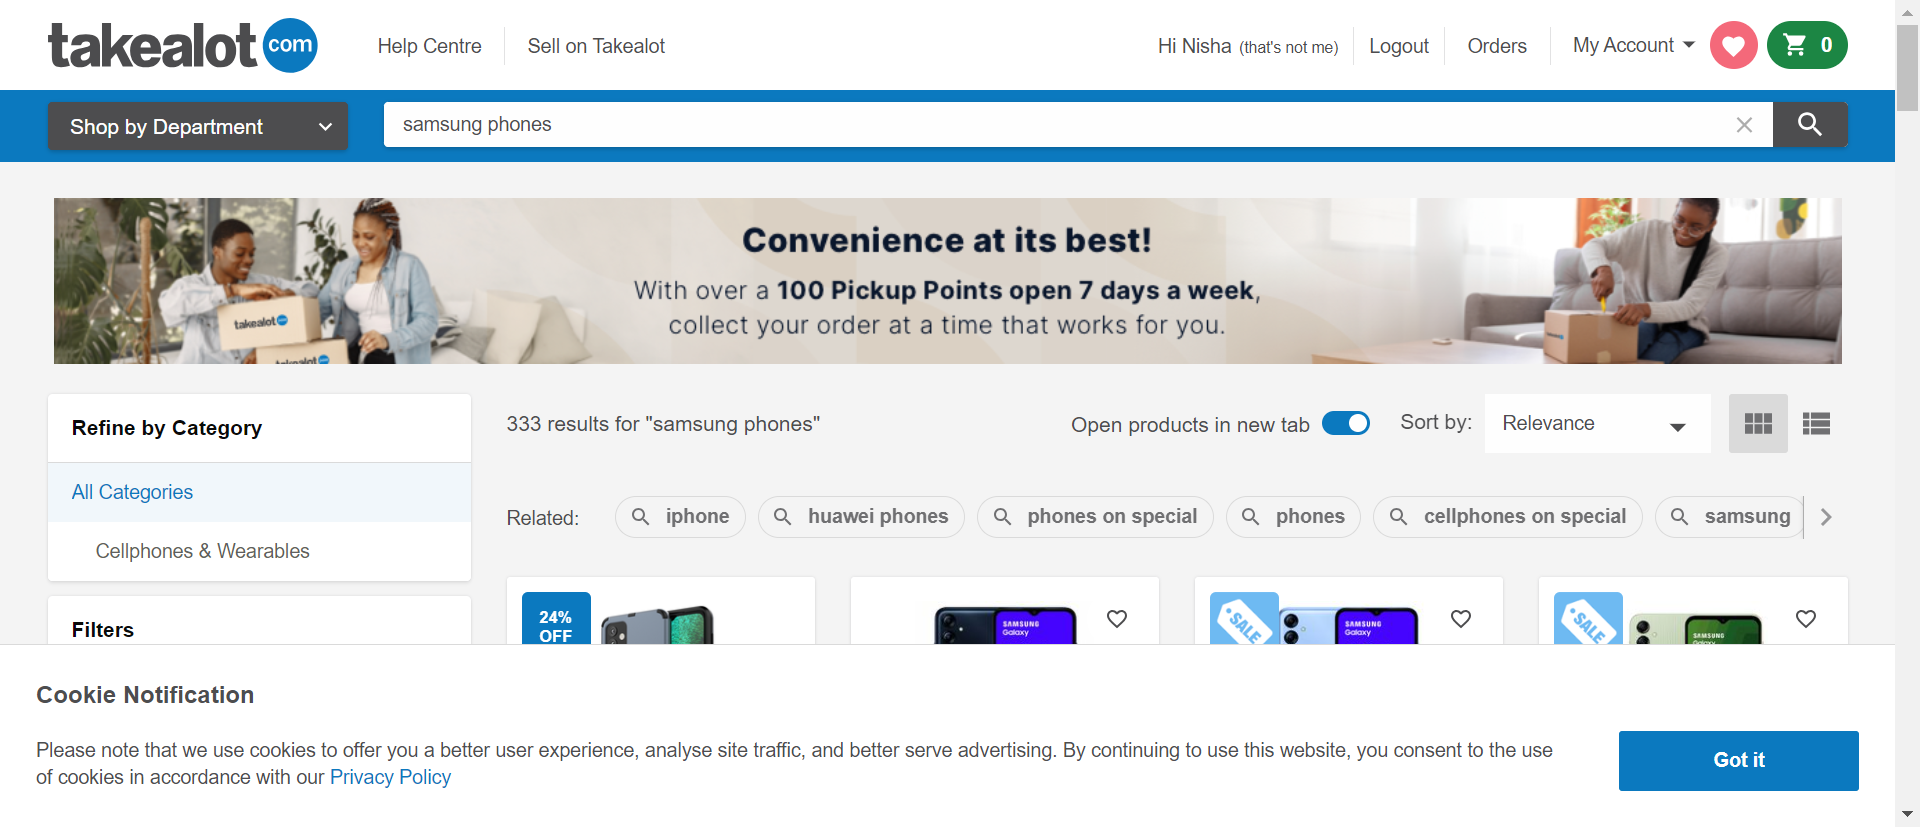 takealot com
Help Centre
Sell on Takealot
Hi Nisha (that's not me)
Logout
Orders
My Account
0
Shop by Department
samsung phones
Convenience at its best!
With over a 100 Pickup Points open 7 days a week,
collect your order at a time that works for you.
takealot com
takealot com
Refine by Category
All Categories
Cellphones & Wearables
Filters
333 results for "samsung phones"
Open products in new tab
Sort by:
Relevance
Related:
iphone
huawei phones
phones on special
phones
cellphones on special
samsung
24%
OFF
SAMSUNG
Galaxy
SALE
SAMSUNG
Galaxy
SALE
SAMSUNG
Galaxy
Cookie Notification
Please note that we use cookies to offer you a better user experience, analyse site traffic, and better serve advertising. By continuing to use this website, you consent to the use
of cookies in accordance with our Privacy Policy
Got it